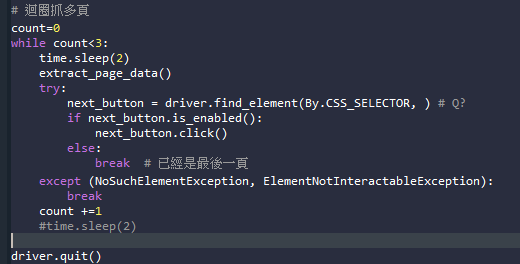 # 迴圈抓多頁
count=0
while count<3:
    time.sleep(2)
    extract_page_data()
    try:
        next_button = driver.find_element(By.CSS_SELECTOR, ) # Q?
        if next_button.is_enabled():
            next_button.click()
        else:
            break  # 已經是最後一頁
    except (NoSuchElementException, ElementNotInteractableException):
        break
    count +=1
    #time.sleep(2)
driver.quit()